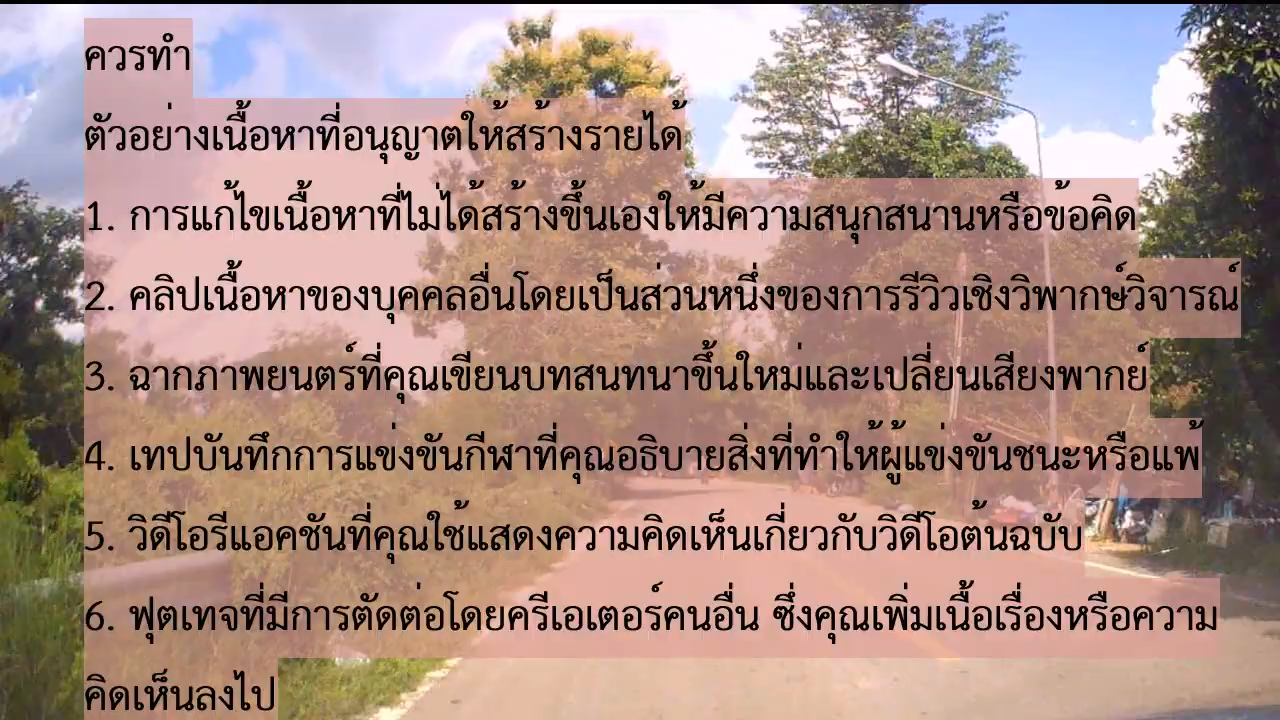 ควรทำ
ตัวอย่างเนื้อหาที่อนุญาตให้สร้างรายได้
1. การแก้ไขเนื้อหาที่ไม่ได้สร้างขึ้นเองให้มีความสนุกสนานหรือข้อคิด
2. คลิปเนื้อหาของบุคคลอื่นโดยเป็นส่วนหนึ่งของการรีวิวเชิงวิพากษ์วิจารณ์
3. ฉากภาพยนตร์ที่คุณเขียนบทสนทนาขึ้นใหม่และเปลี่ยนเสียงพากย์
4. เทปบันทึกการแข่งขันกีฬาที่คุณอธิบายสิ่งที่ทำให้ผู้แข่งขันชนะหรือแพ้
5. วิดีโอรีแอคชันที่คุณใช้แสดงความคิดเห็นเกี่ยวกับวิดีโอต้นฉบับ
6. ฟุตเทจที่มีการตัดต่อโดยครีเอเตอร์คนอื่น ซึ่งคุณเพิ่มเนื้อเรื่องหรือความ
คิดเห็นลงไป